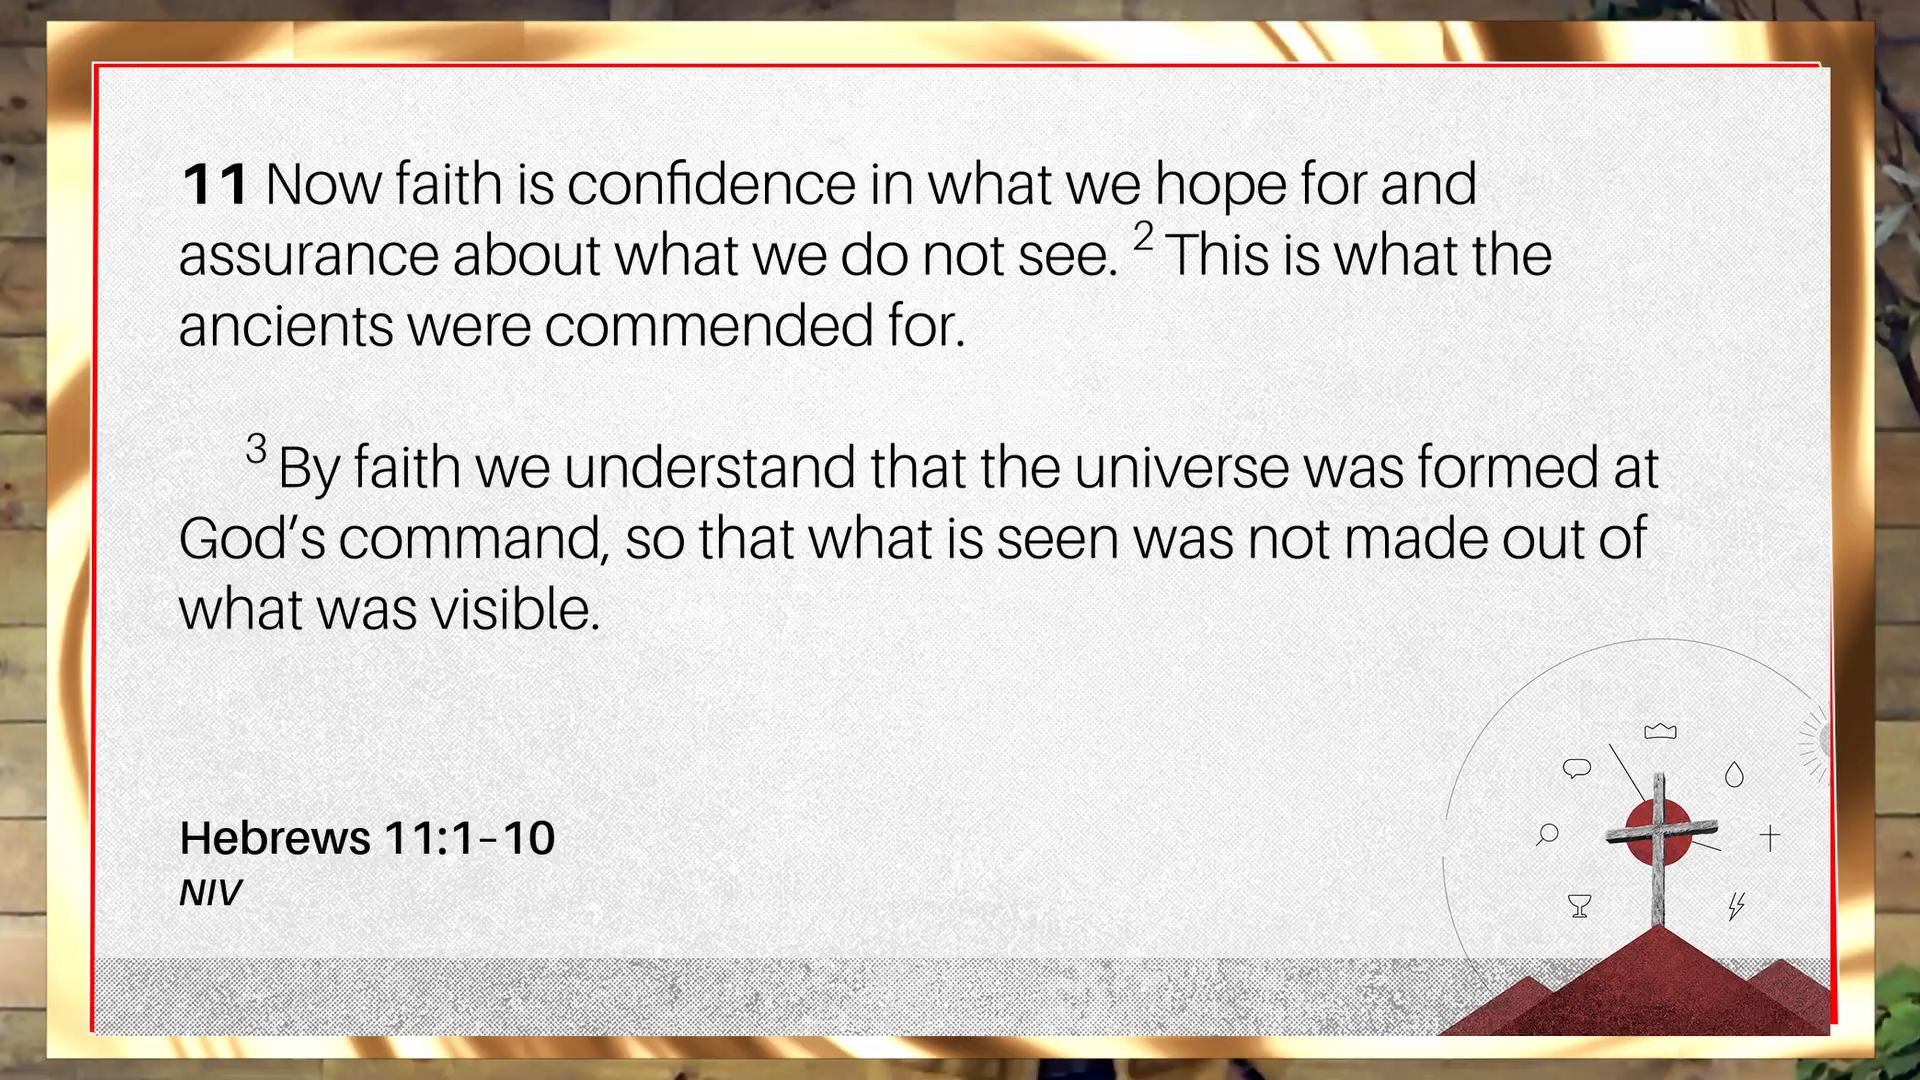 11 Now faith is confidence in what we hope for and
assurance about what we do not see. 2 This is what the
ancients were commended for.
3 By faith we understand that the universe was formed at
God’s command, so that what is seen was not made out of
what was visible.
Hebrews 11:1–10
NIV